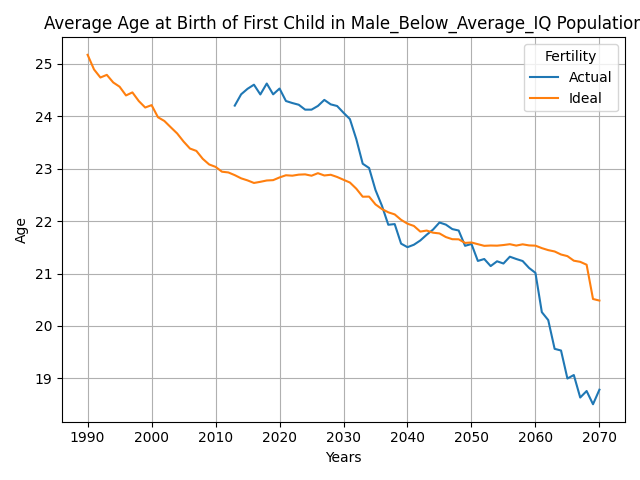 Average Age at Birth of First Child in Male_Below_Average_IQ Population
Fertility
Actual
Ideal
Age
25
24
23
22
21
20
19
1990 2000 2010 2020 2030 2040 2050 2060 2070
Years